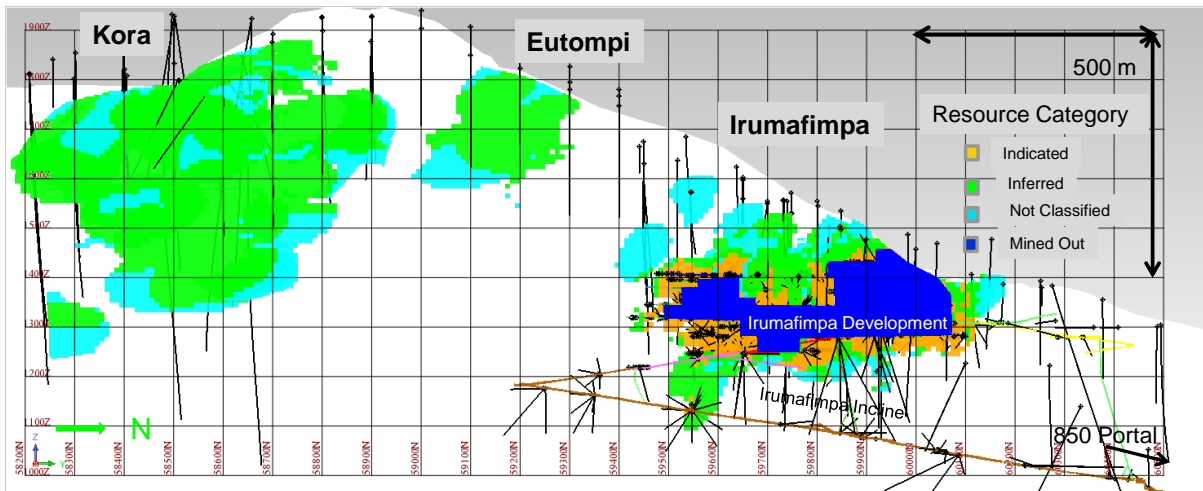 Kora
Eutompi
Irumafimpa
500 m
Resource Category
Indicated
Inferred
Not Classified
Mined Out
1900Z
1800Z
1700Z
1600Z
1500Z
1400Z
1300Z
1200Z
1100Z
1000Z
Irumafimpa Development
Irumafimpa Incline
850 Portal
N
Z
Y
58200N
58300N
58400N
58500N
58600N
58700N
58800N
58900N
59000N
59100N
59200N
59300N
59400N
59500N
59600N
59700N
59800N
59900N
60000N